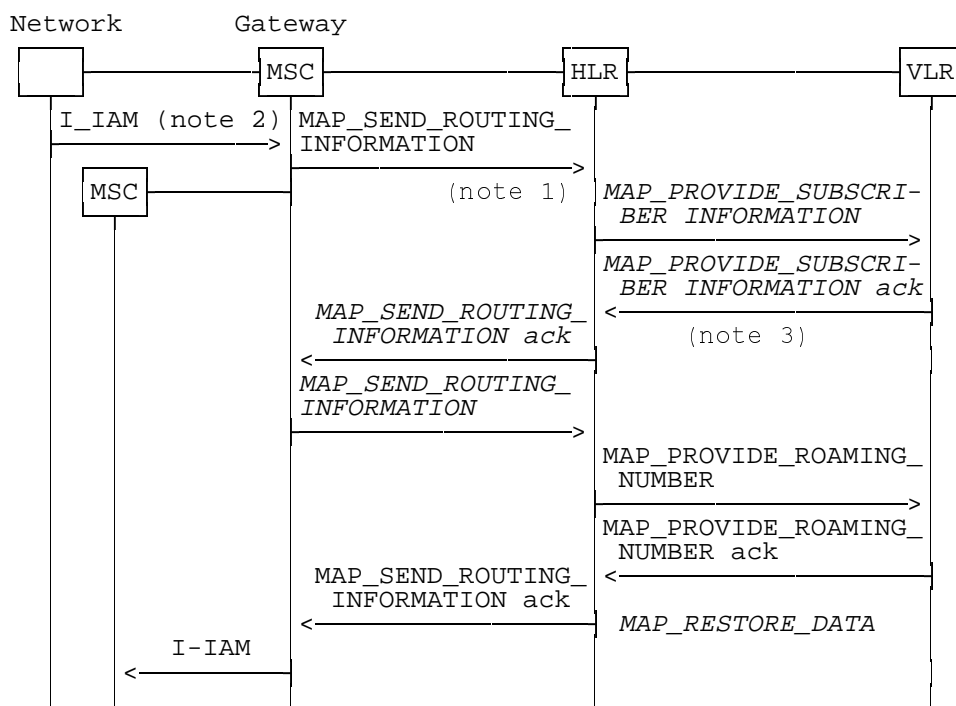 Network Gateway
MSC HLR VLR
I_IAM (note 2) MAP_SEND_ROUTING_
INFORMATION
MSC (note 1) MAP_PROVIDE_SUBSCRI-
BER INFORMATION
MAP_PROVIDE_SUBSCRI-
BER INFORMATION ack
MAP_SEND_ROUTING_
INFORMATION ack (note 3)
MAP_SEND_ROUTING_
INFORMATION
MAP_PROVIDE_ROAMING_
NUMBER
MAP_PROVIDE_ROAMING_
NUMBER ack
MAP_SEND_ROUTING_
INFORMATION ack
MAP_RESTORE_DATA
I-IAM